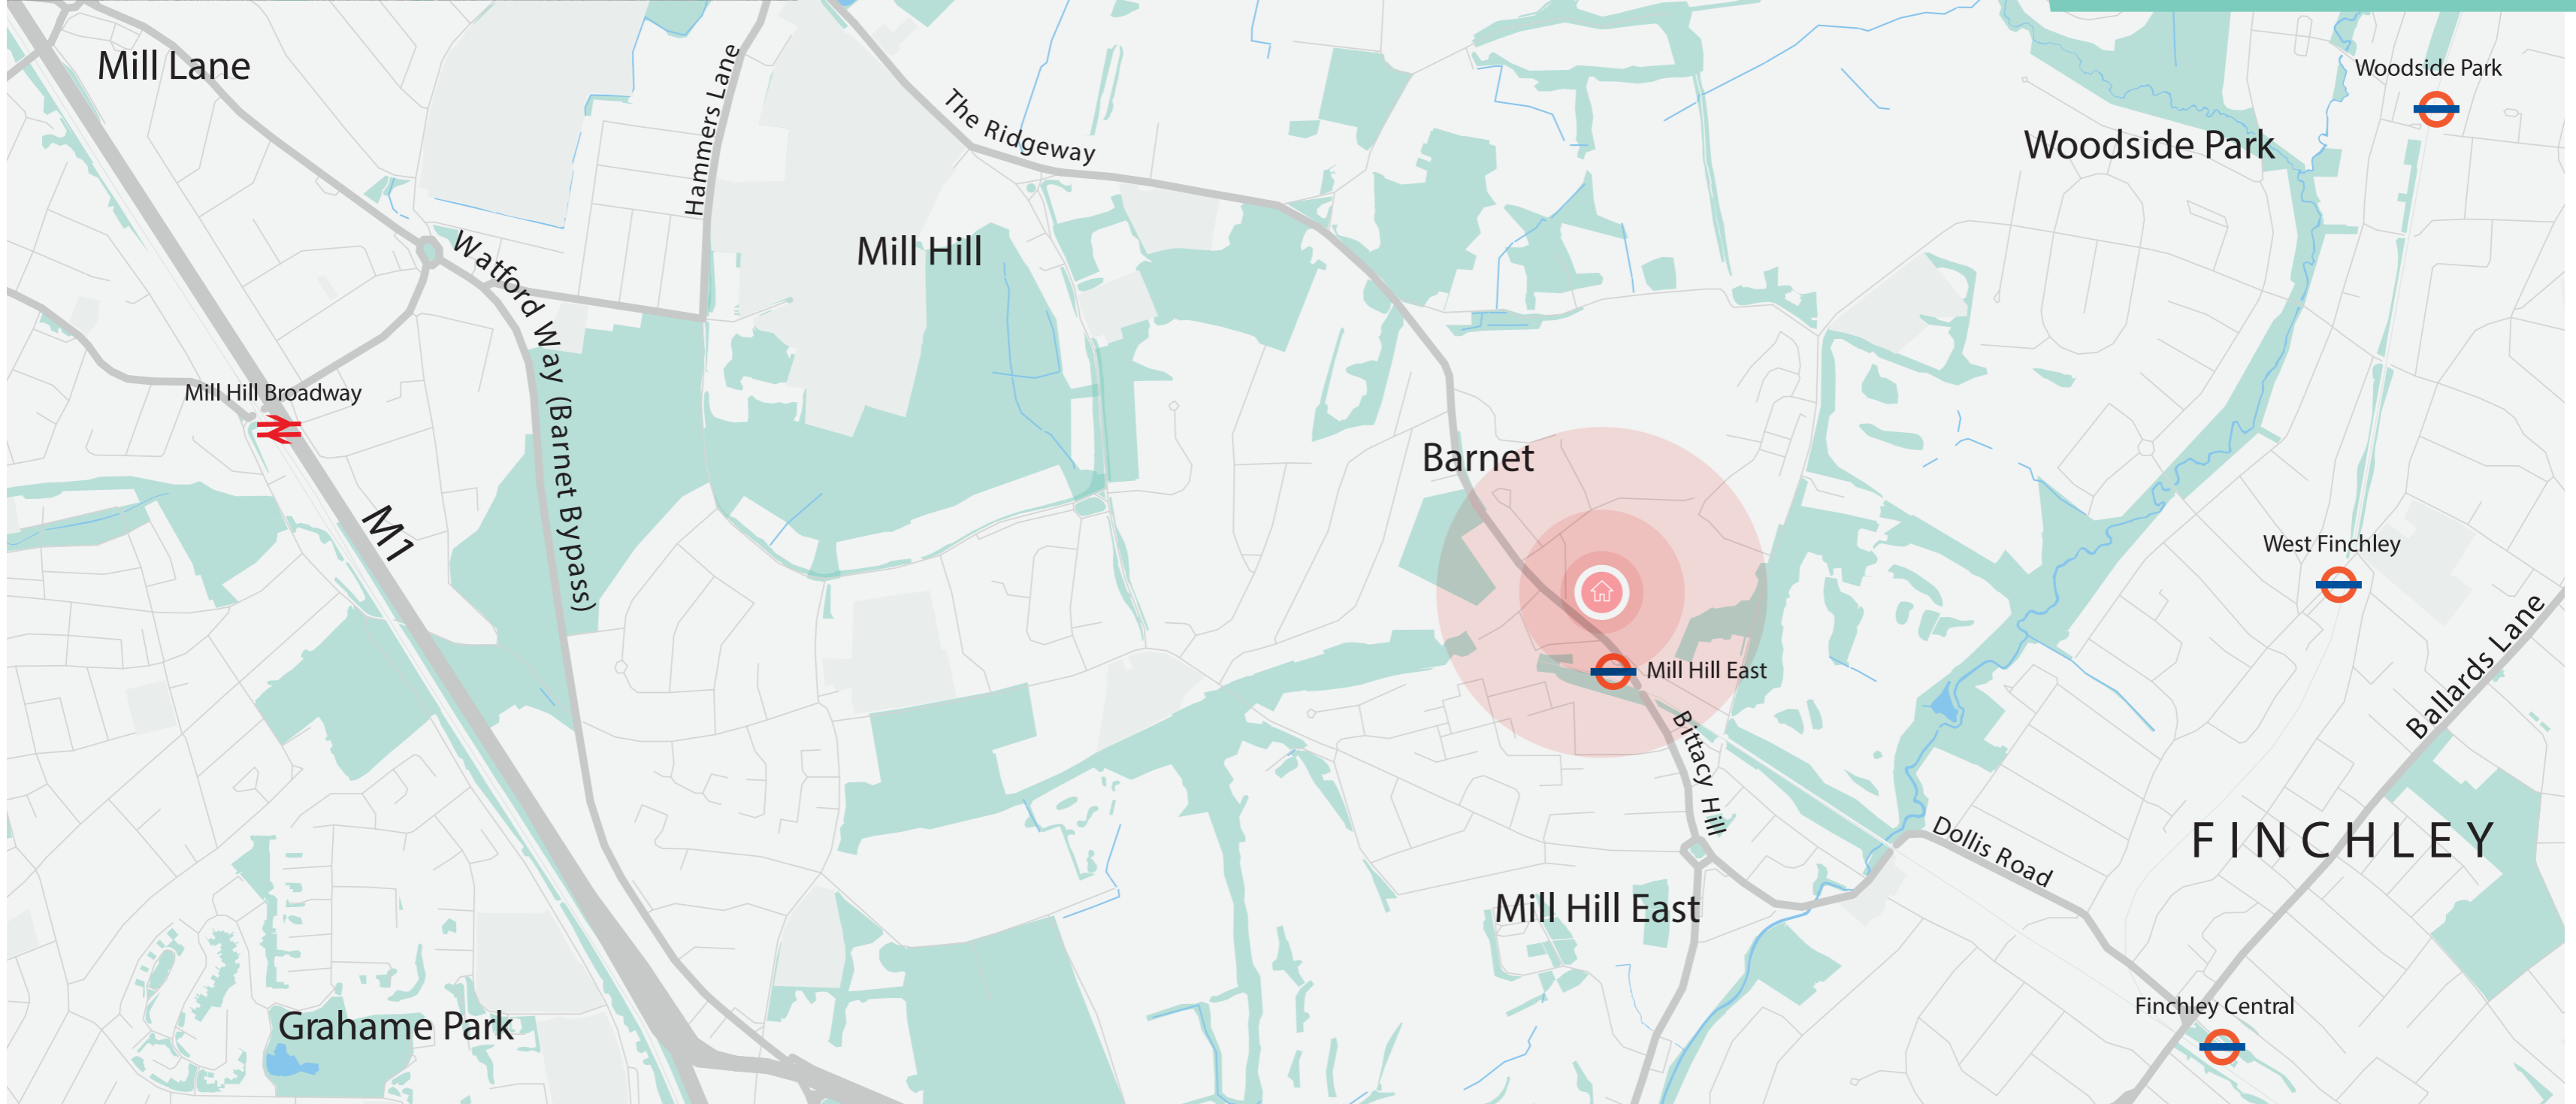 Mill Lane
Hammers Lane
The Ridgeway
Woodside Park
Woodside Park
Mill Hill
Watford Way (Barnet Bypass)
Mill Hill Broadway
Barnet
M1
West Finchley
Mill Hill East
Ballards Lane
Bittacy Hill
Dollis Road
FINCHLEY
Mill Hill East
Grahame Park
Finchley Central